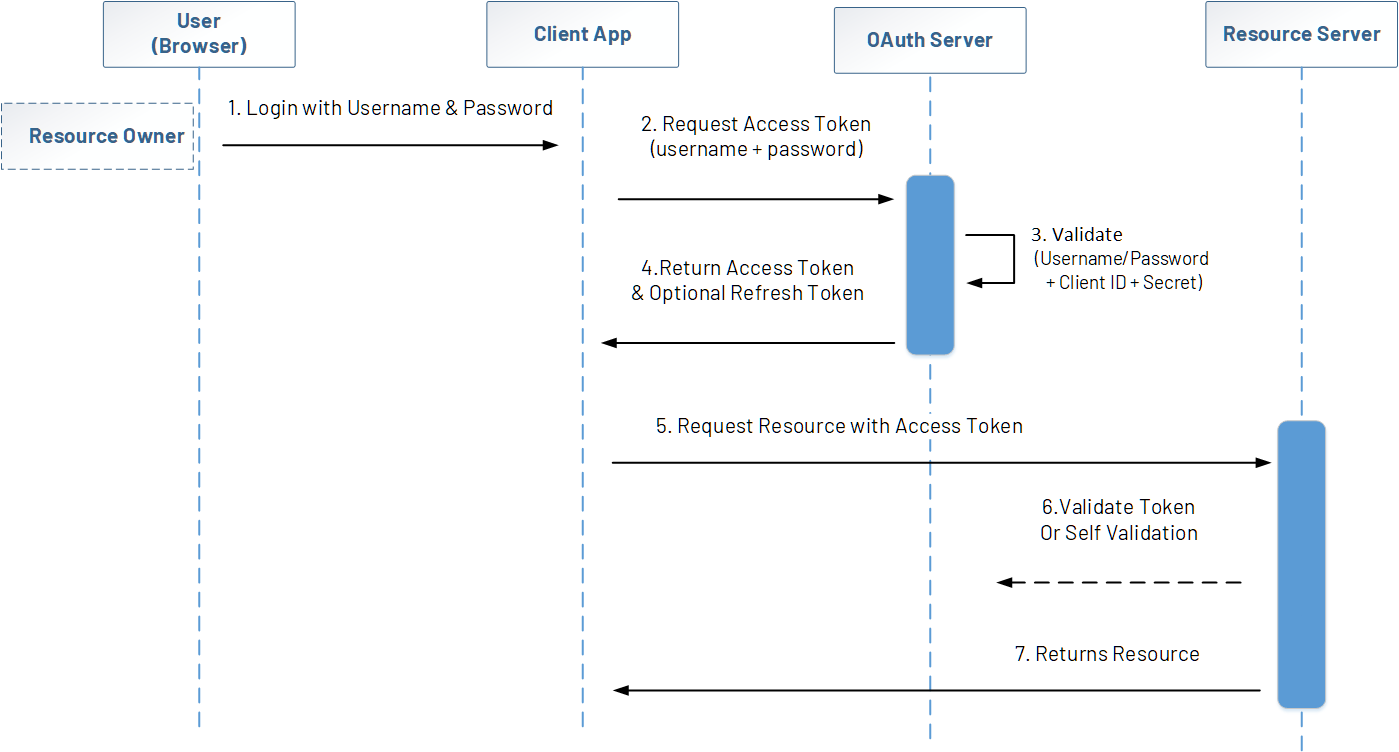 User
(Browser)
Client App
OAuth Server
Resource Server
Resource Owner
1. Login with Username & Password
2. Request Access Token
(username + password)
3. Validate
(Username/Password
+ Client ID + Secret)
4.Return Access Token
& Optional Refresh Token
5. Request Resource with Access Token
6.Validate Token
Or Self Validation
7. Returns Resource